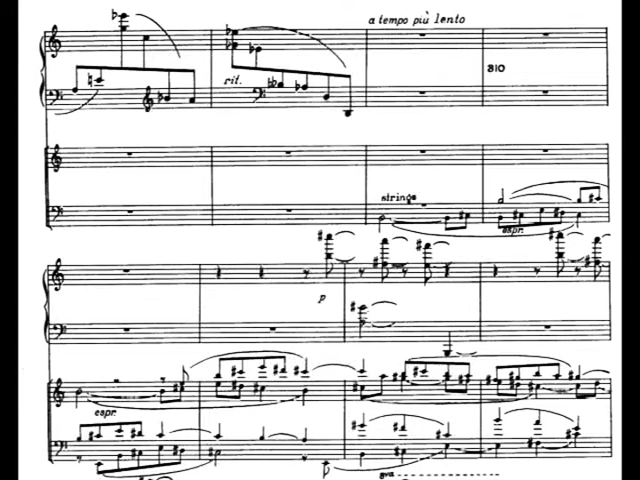 a tempo più lento
rit.
310
strings
espr.
p
espr.
p
8va